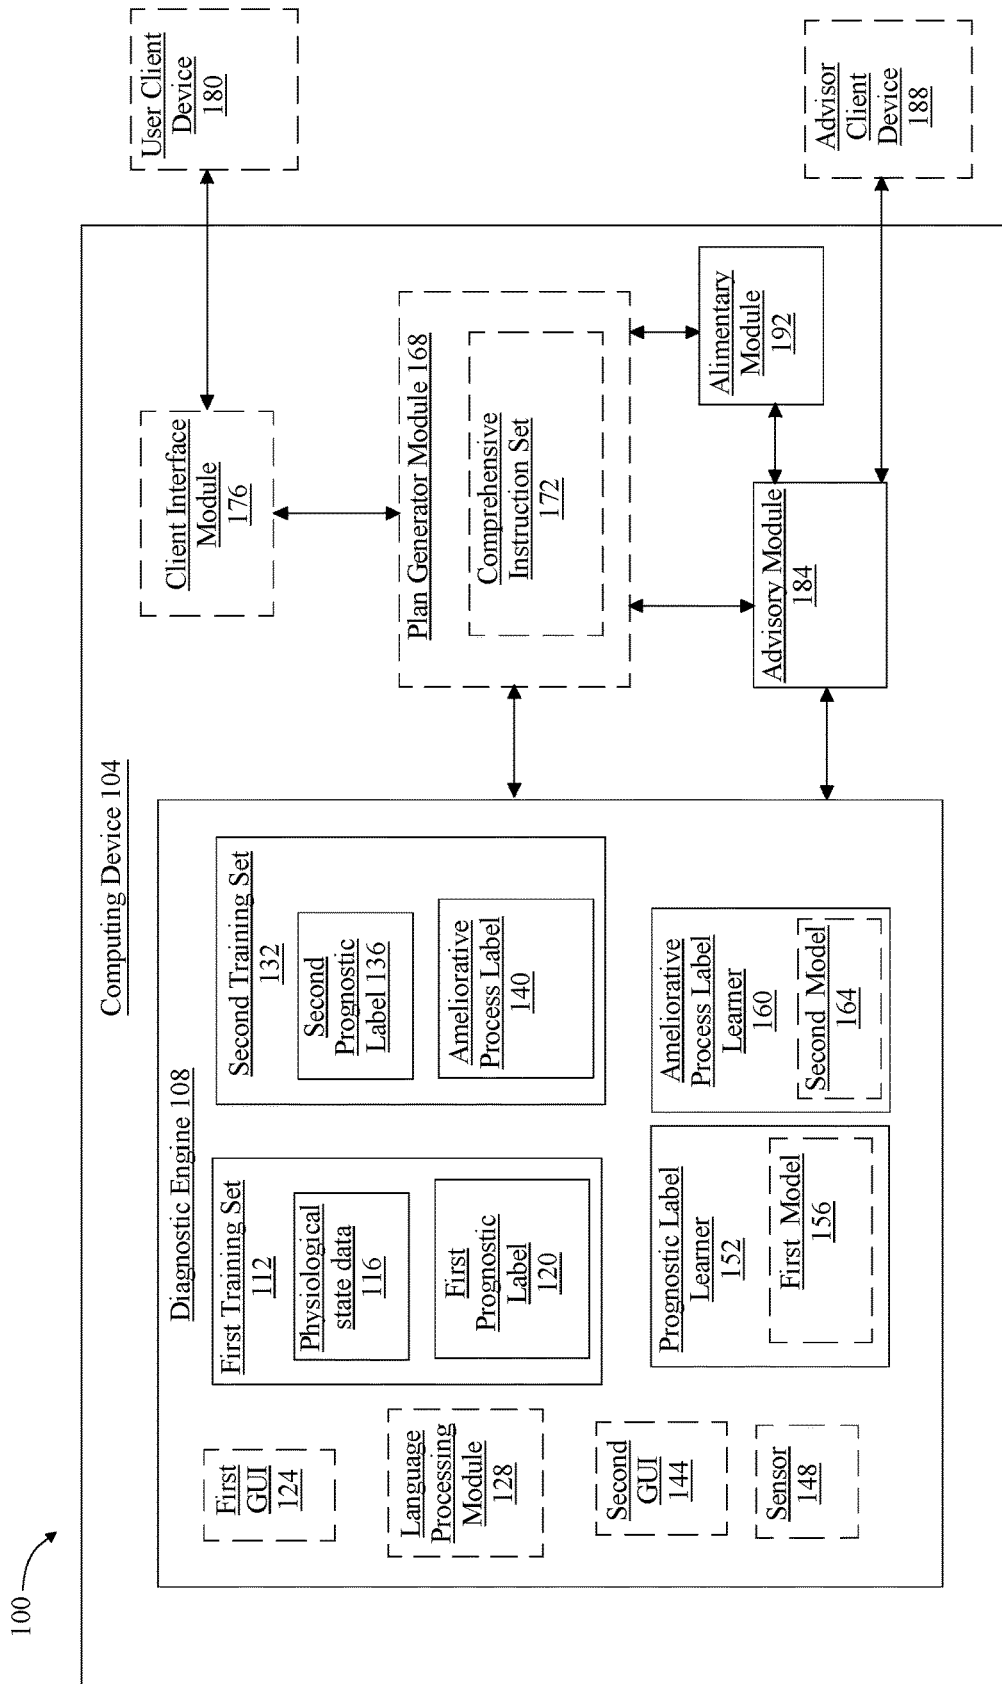 100
Computing Device 104
Diagnostic Engine 108
First GUI
124
Language
Processing
Module
128
Second
GUI
144
Sensor
148
First Training Set
112
Physiological
state data
116
First
Prognostic
Label
120
Second Training Set
132
Second
Prognostic
Label 136
Ameliorative
Process Label
140
Prognostic Label
Learner
152
First Model
156
Ameliorative
Process Label
Learner
160
Second Model
164
Client Interface
Module
176
Plan Generator Module 168
Comprehensive
Instruction Set
172
Advisory Module
184
Alimentary
Module
192
User Client
Device
180
Advisor
Client
Device
188